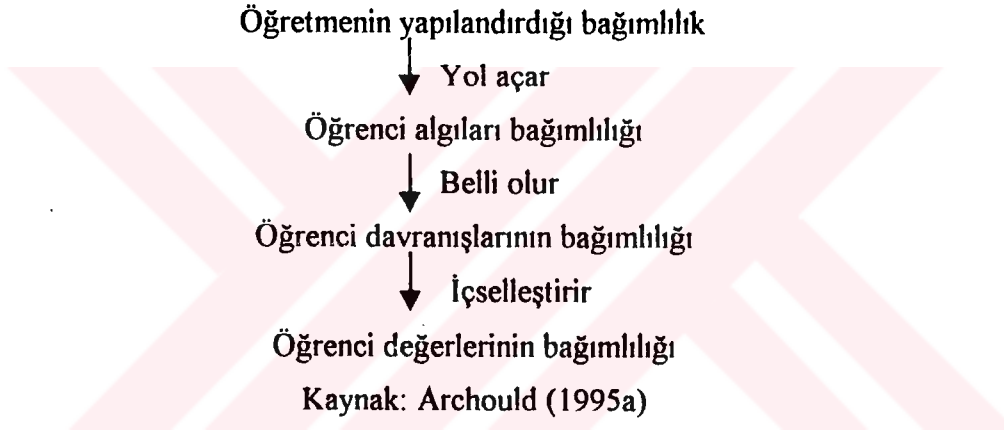 Öğretmenin yapılandırdığı bağımlılık
Yol açar
Öğrenci algıları bağımlılığı
Belli olur
Öğrenci davranışlarının bağımlılığı
İçselleştirir
Öğrenci değerlerinin bağımlılığı
Kaynak: Archould (1995a)